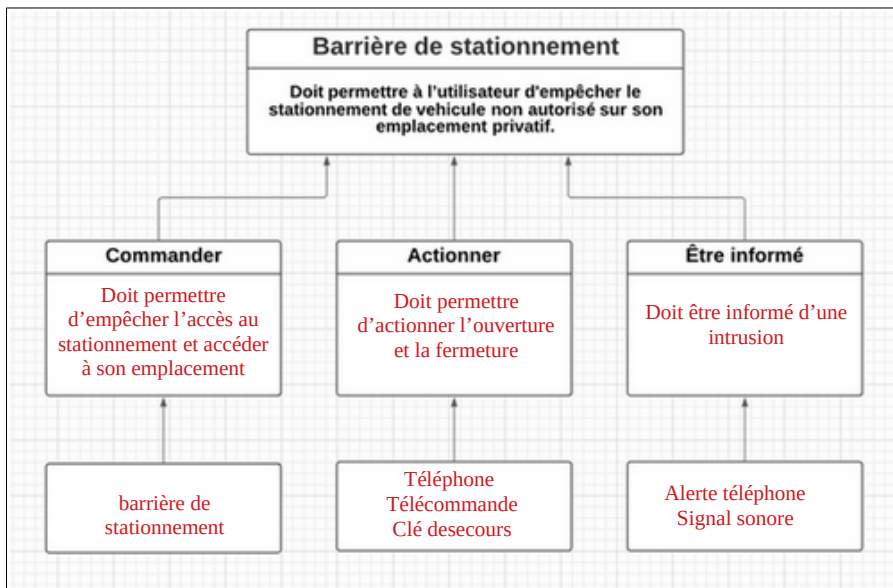 Barrière de stationnement
Doit permettre à l'utilisateur d'empêcher le
stationnement de vehicule non autorisé sur son
emplacement privatif.
Commander
Doit permettre
d’empêcher l’accès au
stationnement et accéder
à son emplacement
barrière de
stationnement
Actionner
Doit permettre
d’actionner l’ouverture
et la fermeture
Téléphone
Télécommande
Clé desecours
Être informé
Doit être informé d’une
intrusion
Alerte téléphone
Signal sonore